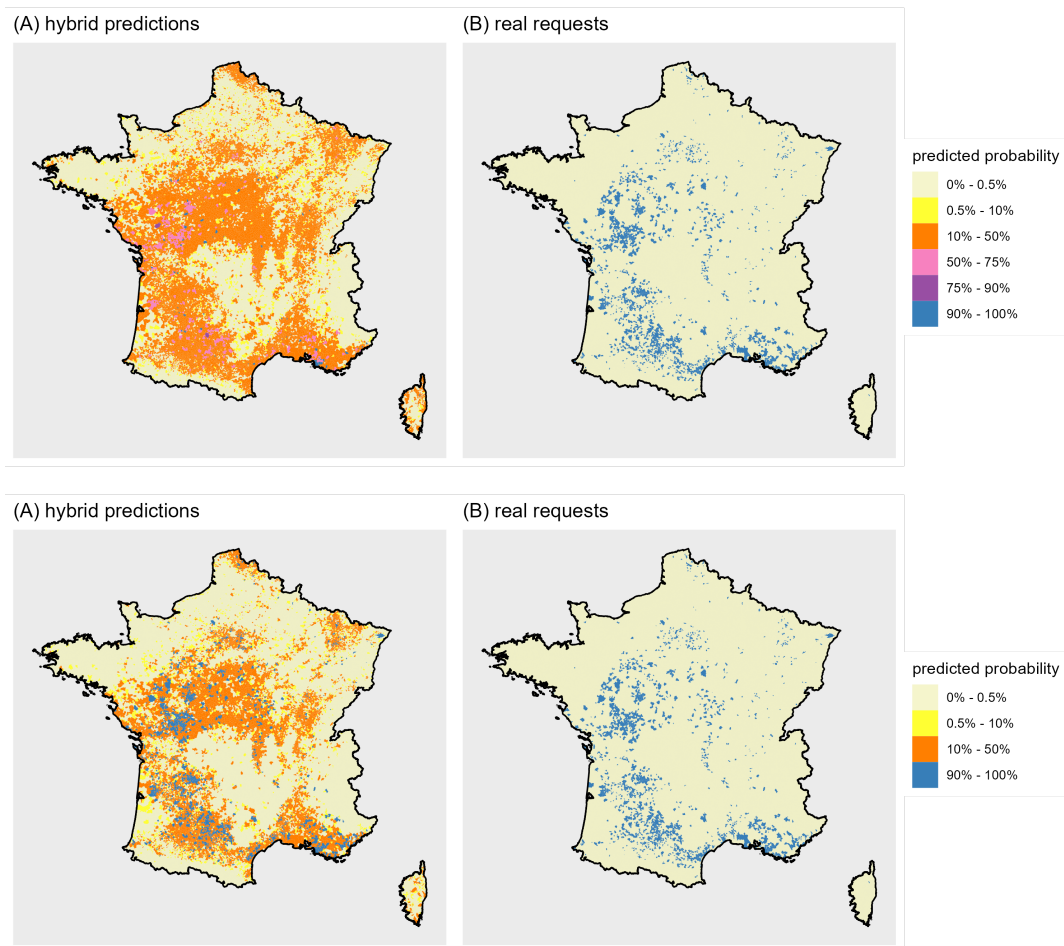 (A) hybrid predictions
(B) real requests
predicted probability
0% - 0.5%
0.5% - 10%
10% - 50%
50% - 75%
75% - 90%
90% - 100%
(A) hybrid predictions
(B) real requests
predicted probability
0% - 0.5%
0.5% - 10%
10% - 50%
90% - 100%